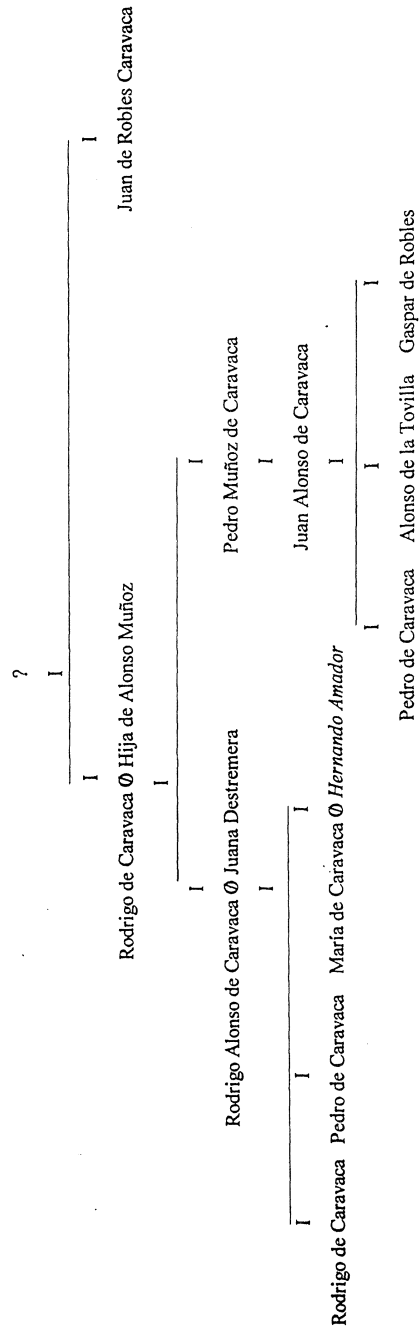 ?
Rodrigo de Caravaca Ø Hija de Alonso Muñoz    Juan de Robles Caravaca
Rodrigo Alonso de Caravaca Ø Juana Destremera    Pedro Muñoz de Caravaca
Juan Alonso de Caravaca
Rodrigo de Caravaca    Pedro de Caravaca    María de Caravaca Ø Hernando Amador
Pedro de Caravaca    Alonso de la Tovilla    Gaspar de Robles